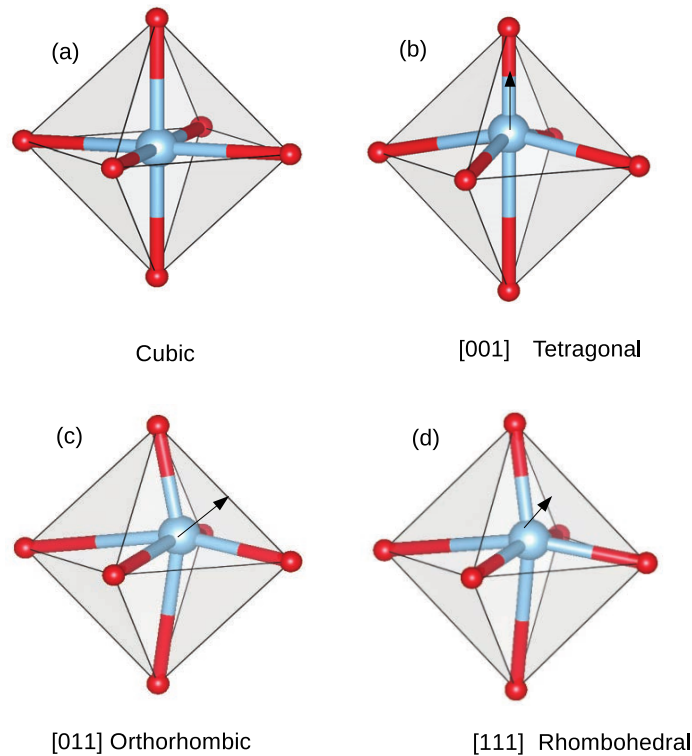 (a)
(b)
Cubic
[001] Tetragonal
(c)
(d)
[011] Orthorhombic
[111] Rhombohedral